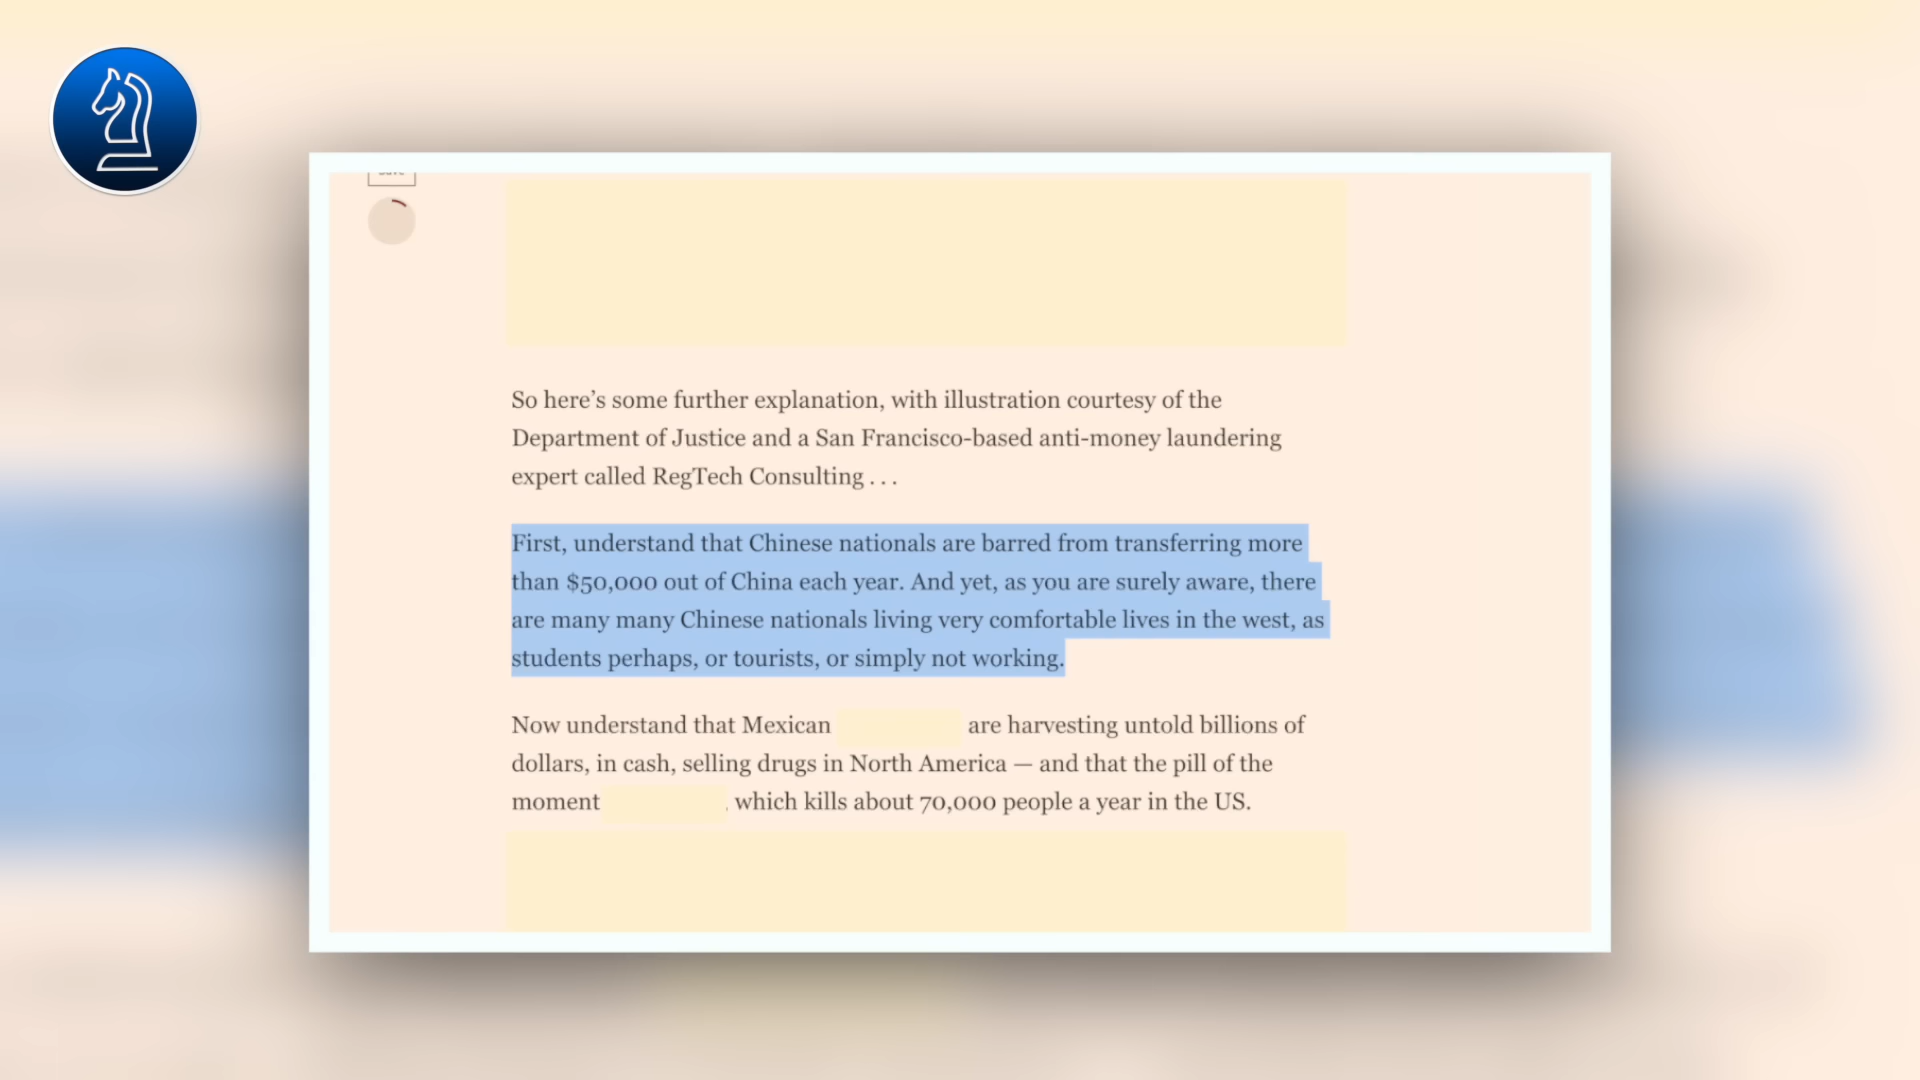 So here’s some further explanation, with illustration courtesy of the
Department of Justice and a San Francisco-based anti-money laundering
expert called RegTech Consulting . . .
First, understand that Chinese nationals are barred from transferring more
than $50,000 out of China each year. And yet, as you are surely aware, there
are many many Chinese nationals living very comfortable lives in the west, as
students perhaps, or tourists, or simply not working.
Now understand that Mexican are harvesting untold billions of
dollars, in cash, selling drugs in North America — and that the pill of the
moment , which kills about 70,000 people a year in the US.